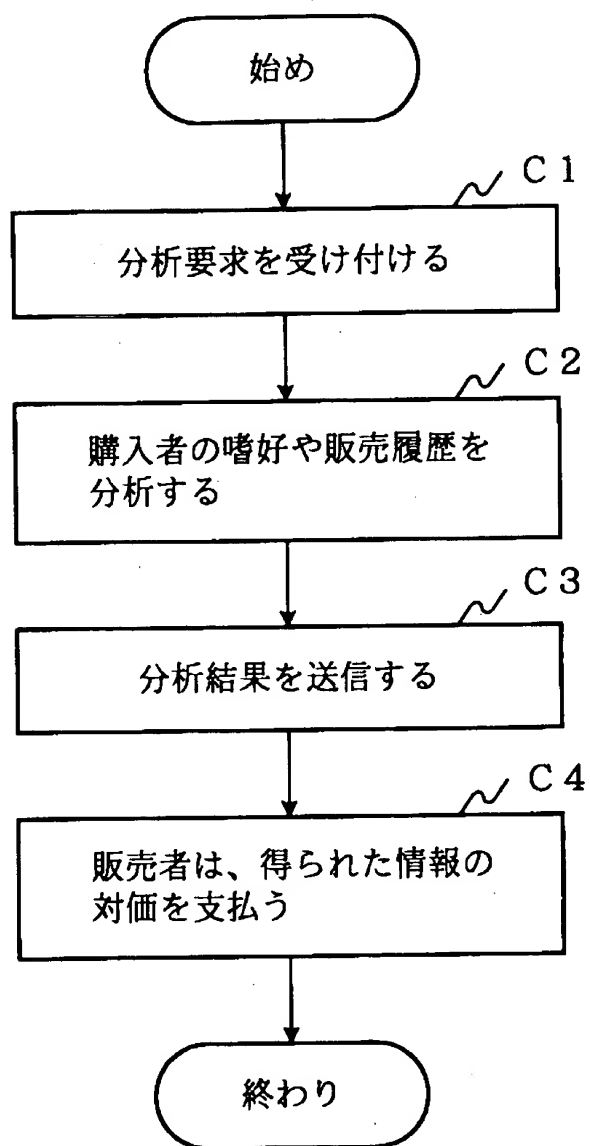 始め
C1
分析要求を受け付ける
C2
購入者の嗜好や販売履歴を
分析する
C3
分析結果を送信する
C4
販売者は、得られた情報の
対価を支払う
終わり